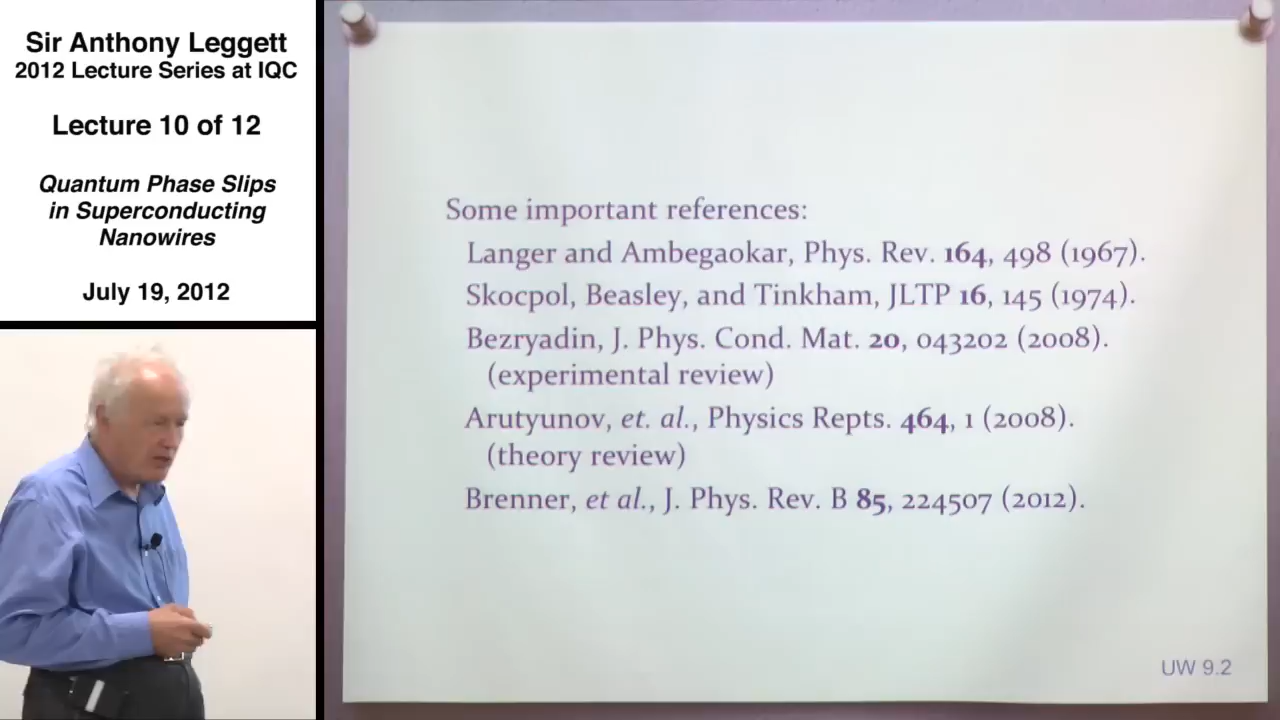 Sir Anthony Leggett
2012 Lecture Series at IQC
Lecture 10 of 12
Quantum Phase Slips
in Superconducting
Nanowires
July 19, 2012
Some important references:
Langer and Ambegaokar, Phys. Rev. 164, 498 (1967).
Skocpol, Beasley, and Tinkham, JLTP 16, 145 (1974).
Bezryadin, J. Phys. Cond. Mat. 20, 043202 (2008).
(experimental review)
Arutyunov, et. al., Physics Repts. 464, 1 (2008).
(theory review)
Brenner, et al., J. Phys. Rev. B 85, 224507 (2012).
UW 9.2